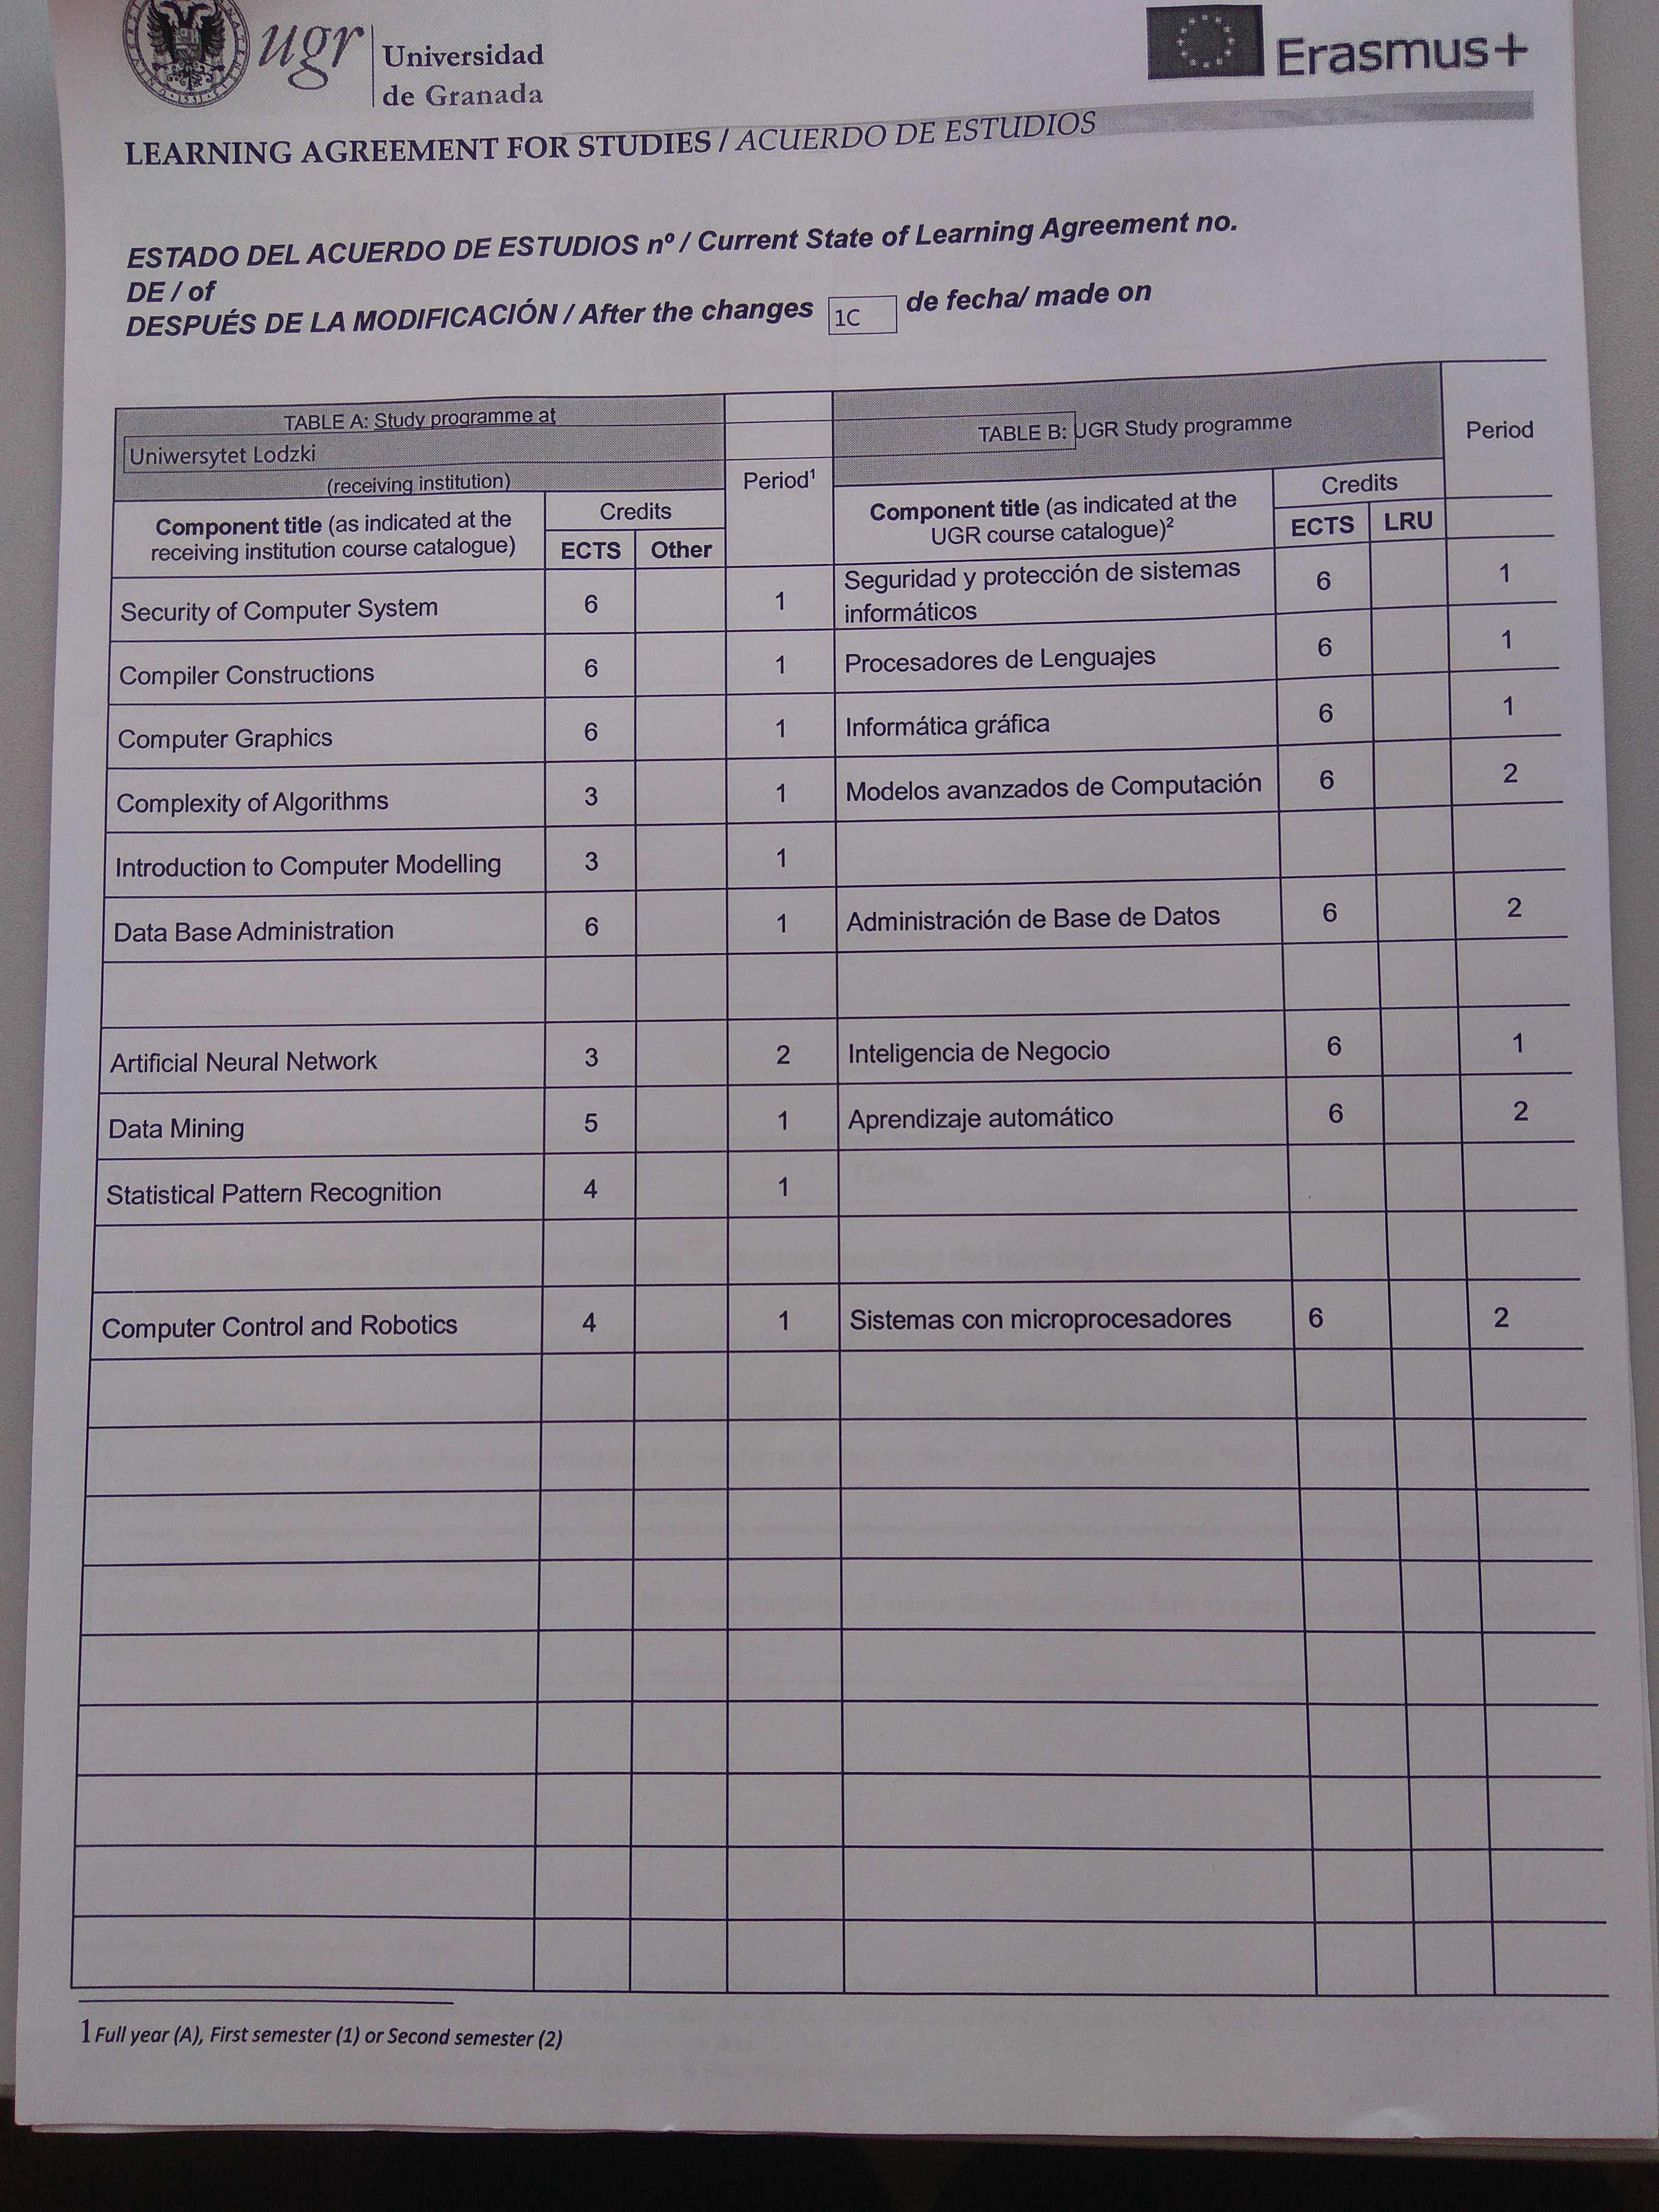 ugr Universidad
de Granada
Erasmus+
LEARNING AGREEMENT FOR STUDIES / ACUERDO DE ESTUDIOS
ESTADO DEL ACUERDO DE ESTUDIOS nº / Current State of Learning Agreement no.
DE / of
DESPUÉS DE LA MODIFICACIÓN / After the changes 1C de fecha/ made on
TABLE A: Study programme at
Uniwersytet Lodzki
(receiving institution)
Period1
TABLE B: UGR Study programme
Period
Component title (as indicated at the
receiving institution course catalogue)
Credits
ECTS Other
Component title (as indicated at the
UGR course catalogue)2
Credits
ECTS LRU
Security of Computer System 6 1 Seguridad y protección de sistemas
informáticos 6 1
Compiler Constructions 6 1 Procesadores de Lenguajes 6 1
Computer Graphics 6 1 Informática gráfica 6 1
Complexity of Algorithms 3 1 Modelos avanzados de Computación 6 2
Introduction to Computer Modelling 3 1
Data Base Administration 6 1 Administración de Base de Datos 6 2
Artificial Neural Network 3 2 Inteligencia de Negocio 6 1
Data Mining 5 1 Aprendizaje automático 6 2
Statistical Pattern Recognition 4 1
Computer Control and Robotics 4 1 Sistemas con microprocesadores 6 2
1 Full year (A), First semester (1) or Second semester (2)